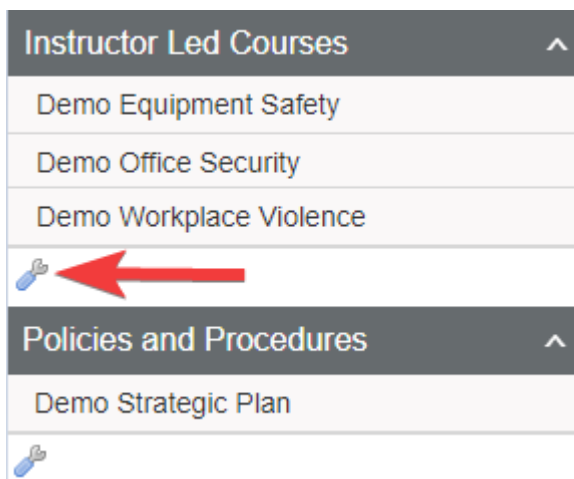 Instructor Led Courses
Demo Equipment Safety
Demo Office Security
Demo Workplace Violence
Policies and Procedures
Demo Strategic Plan